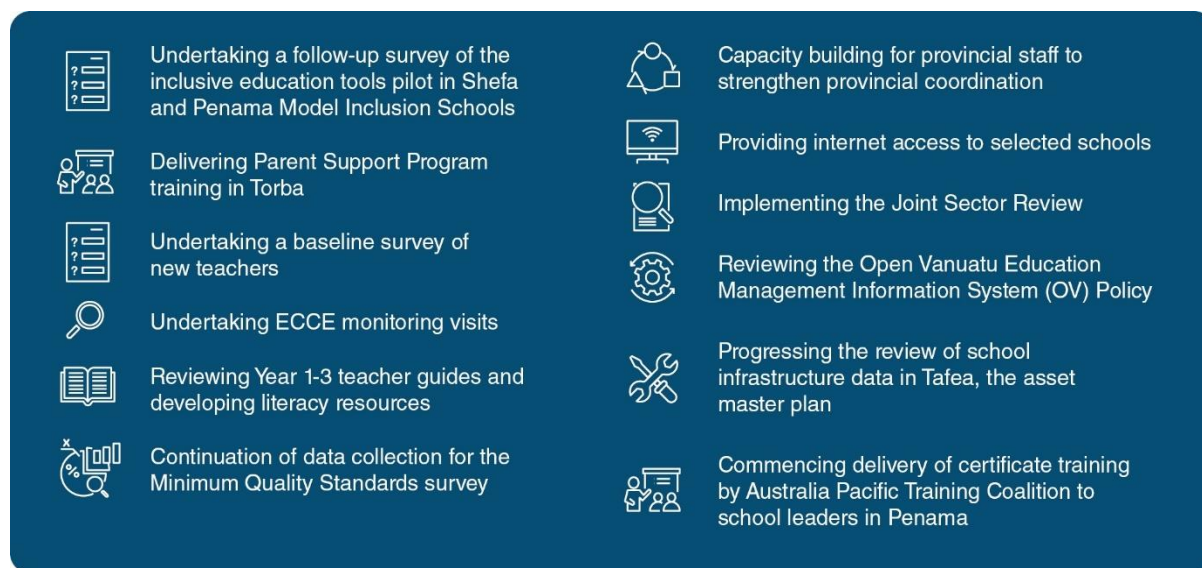 Undertaking a follow-up survey of the
inclusive education tools pilot in Shefa
and Penama Model Inclusion Schools
Delivering Parent Support Program
training in Torba
Undertaking a baseline survey of
new teachers
Undertaking ECCE monitoring visits
Reviewing Year 1-3 teacher guides and
developing literacy resources
Continuation of data collection for the
Minimum Quality Standards survey
Capacity building for provincial staff to
strengthen provincial coordination
Providing internet access to selected schools
Implementing the Joint Sector Review
Reviewing the Open Vanuatu Education
Management Information System (OV) Policy
Progressing the review of school
infrastructure data in Tafea, the asset
master plan
Commencing delivery of certificate training
by Australia Pacific Training Coalition to
school leaders in Penama